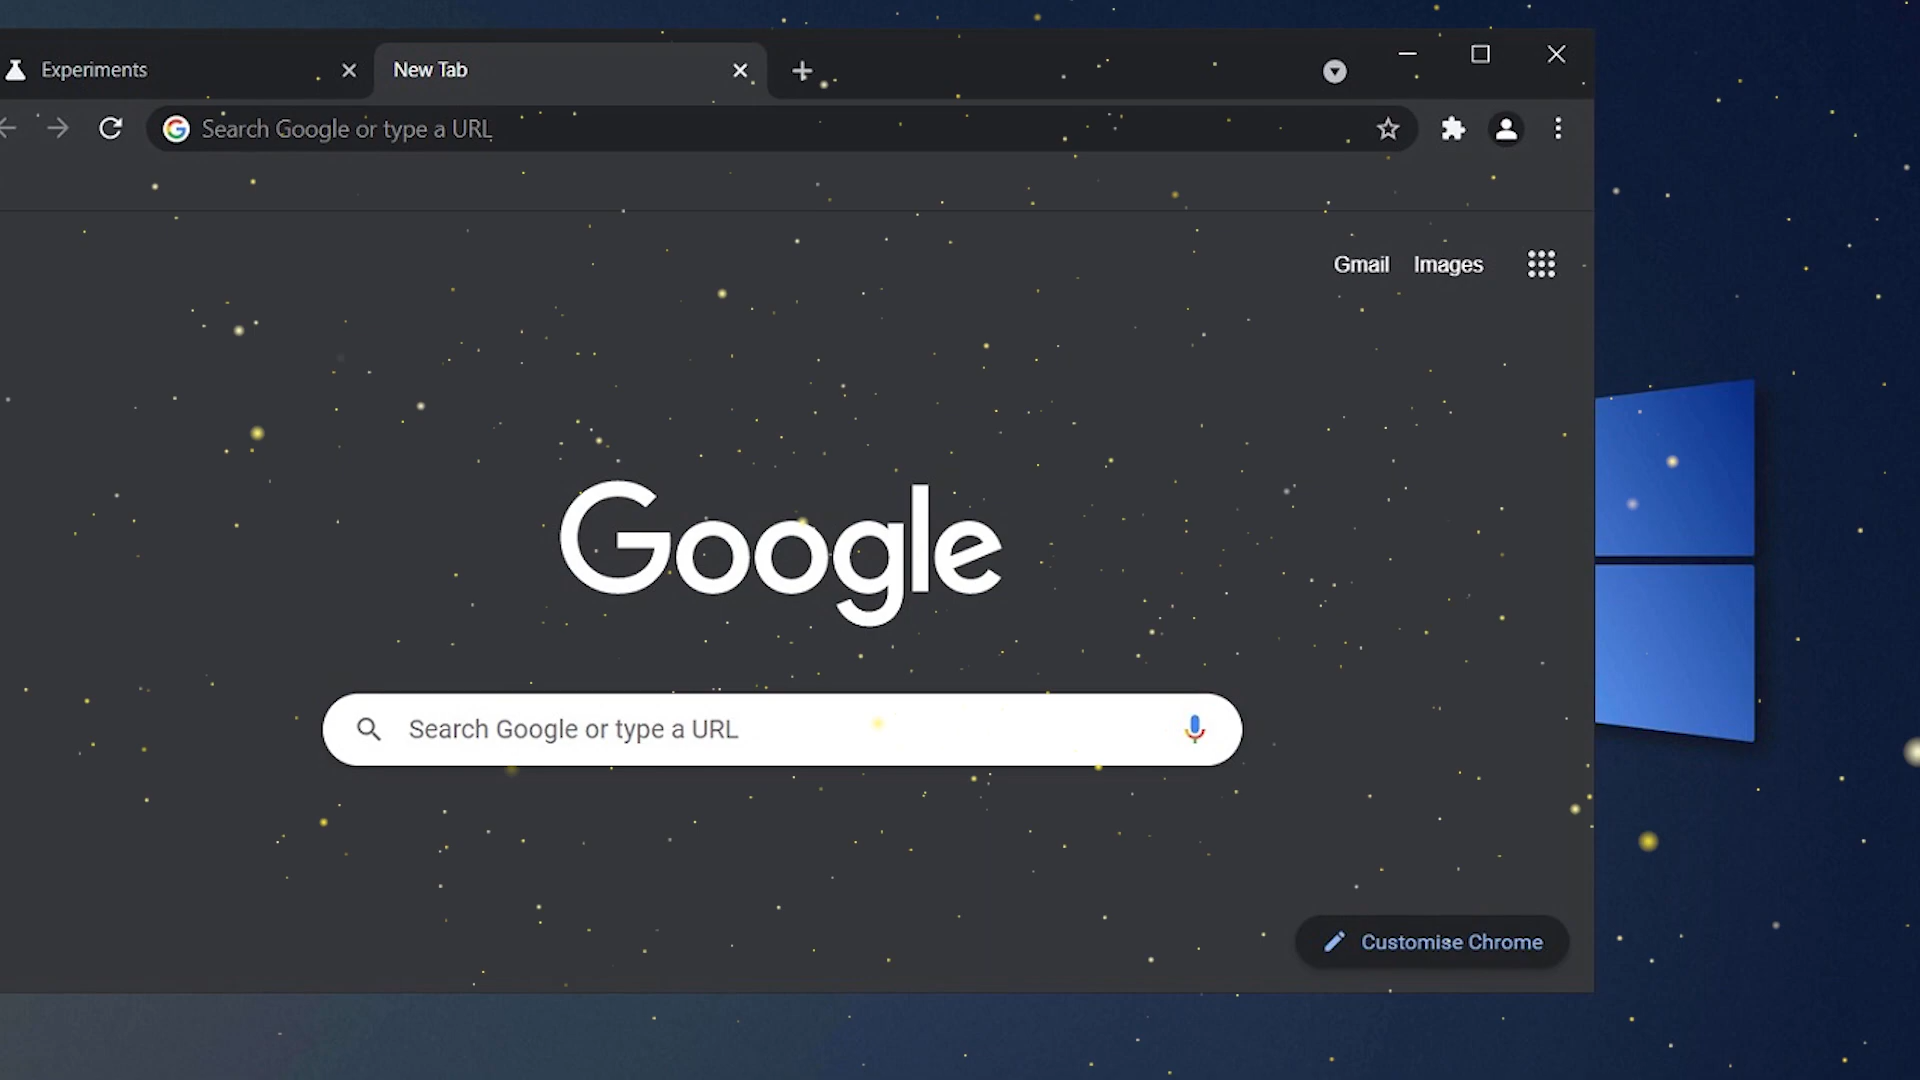 Experiments
New Tab
Search Google or type a URL
Gmail
Images
Google
Search Google or type a URL
Customise Chrome